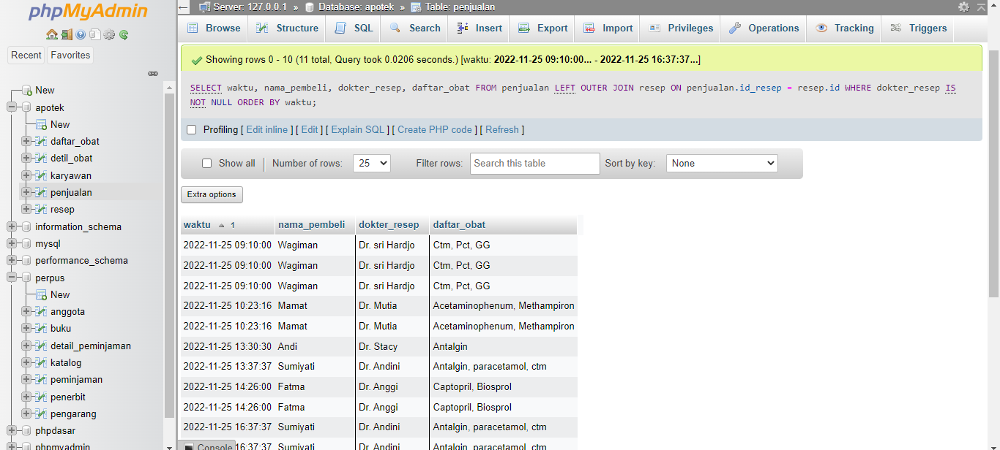 phpMyAdmin
Recent
Favorites
New
apotek
New
daftar_obat
detil_obat
karyawan
penjualan
resep
information_schema
mysql
performance_schema
perpus
New
anggota
buku
detail_peminjaman
katalog
peminjaman
penerbit
pengarang
phpdasar
phpmyadmin
Server: 127.0.0.1 » Database: apotek » Table: penjualan
Browse Structure SQL Search Insert Export Import Privileges Operations Tracking Triggers
Showing rows 0 - 10 (11 total, Query took 0.0206 seconds.) [waktu: 2022-11-25 09:10:00... - 2022-11-25 16:37:37...]
SELECT waktu, nama_pembeli, dokter_resep, daftar_obat FROM penjualan LEFT OUTER JOIN resep ON penjualan.id_resep = resep.id WHERE dokter_resep IS
NOT NULL ORDER BY waktu;
Profiling [ Edit inline ] [ Edit ] [ Explain SQL ] [ Create PHP code ] [ Refresh ]
Show all | Number of rows: 25 Filter rows: Search this table Sort by key: None
Extra options
waktu 1 nama_pembeli dokter_resep daftar_obat
2022-11-25 09:10:00 Wagiman Dr. sri Hardjo Ctm, Pct, GG
2022-11-25 09:10:00 Wagiman Dr. sri Hardjo Ctm, Pct, GG
2022-11-25 09:10:00 Wagiman Dr. sri Hardjo Ctm, Pct, GG
2022-11-25 10:23:16 Mamat Dr. Mutia Acetaminophenum, Methampiron
2022-11-25 10:23:16 Mamat Dr. Mutia Acetaminophenum, Methampiron
2022-11-25 13:30:30 Andi Dr. Stacy Antalgin
2022-11-25 13:37:37 Sumiyati Dr. Andini Antalgin, paracetamol, ctm
2022-11-25 14:26:00 Fatma Dr. Anggi Captopril, Biosprol
2022-11-25 14:26:00 Fatma Dr. Anggi Captopril, Biosprol
2022-11-25 16:37:37 Sumiyati Dr. Andini Antalgin, paracetamol, ctm
Console 16:37:37 Sumiyati Dr. Andini Antalgin, paracetamol, ctm